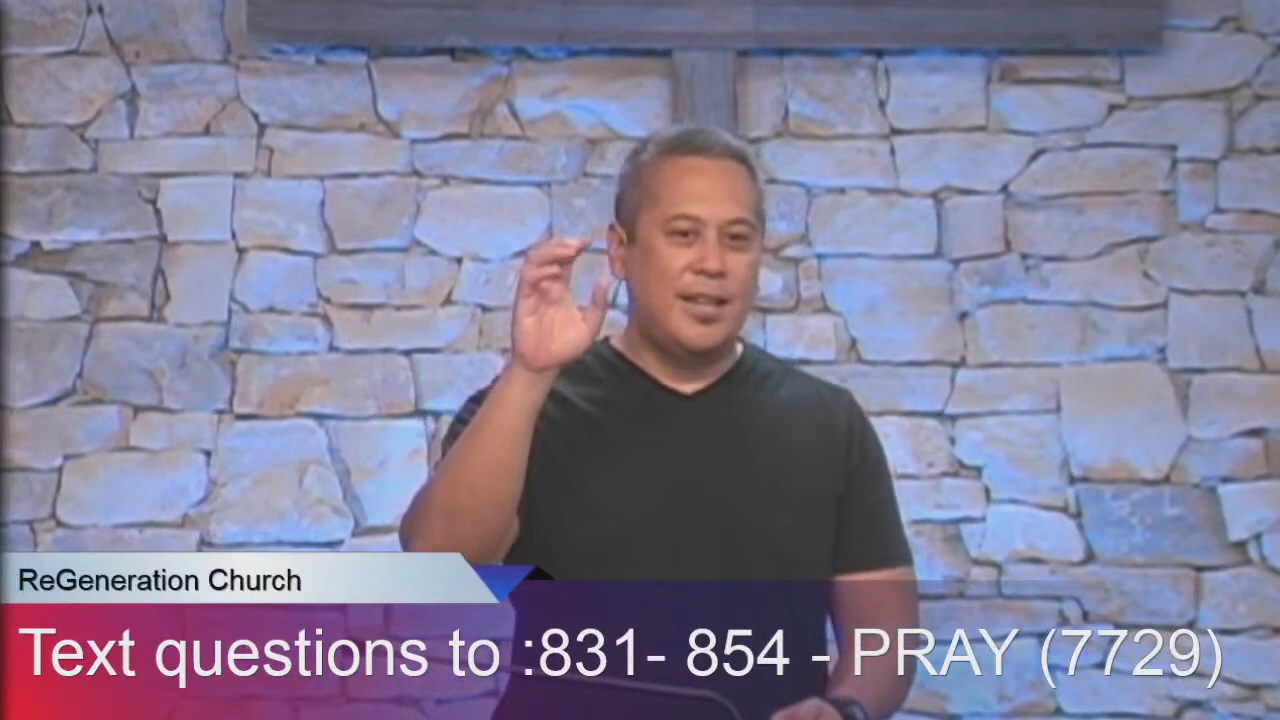 ReGeneration Church
Text questions to :831- 854 - PRAY (7729)